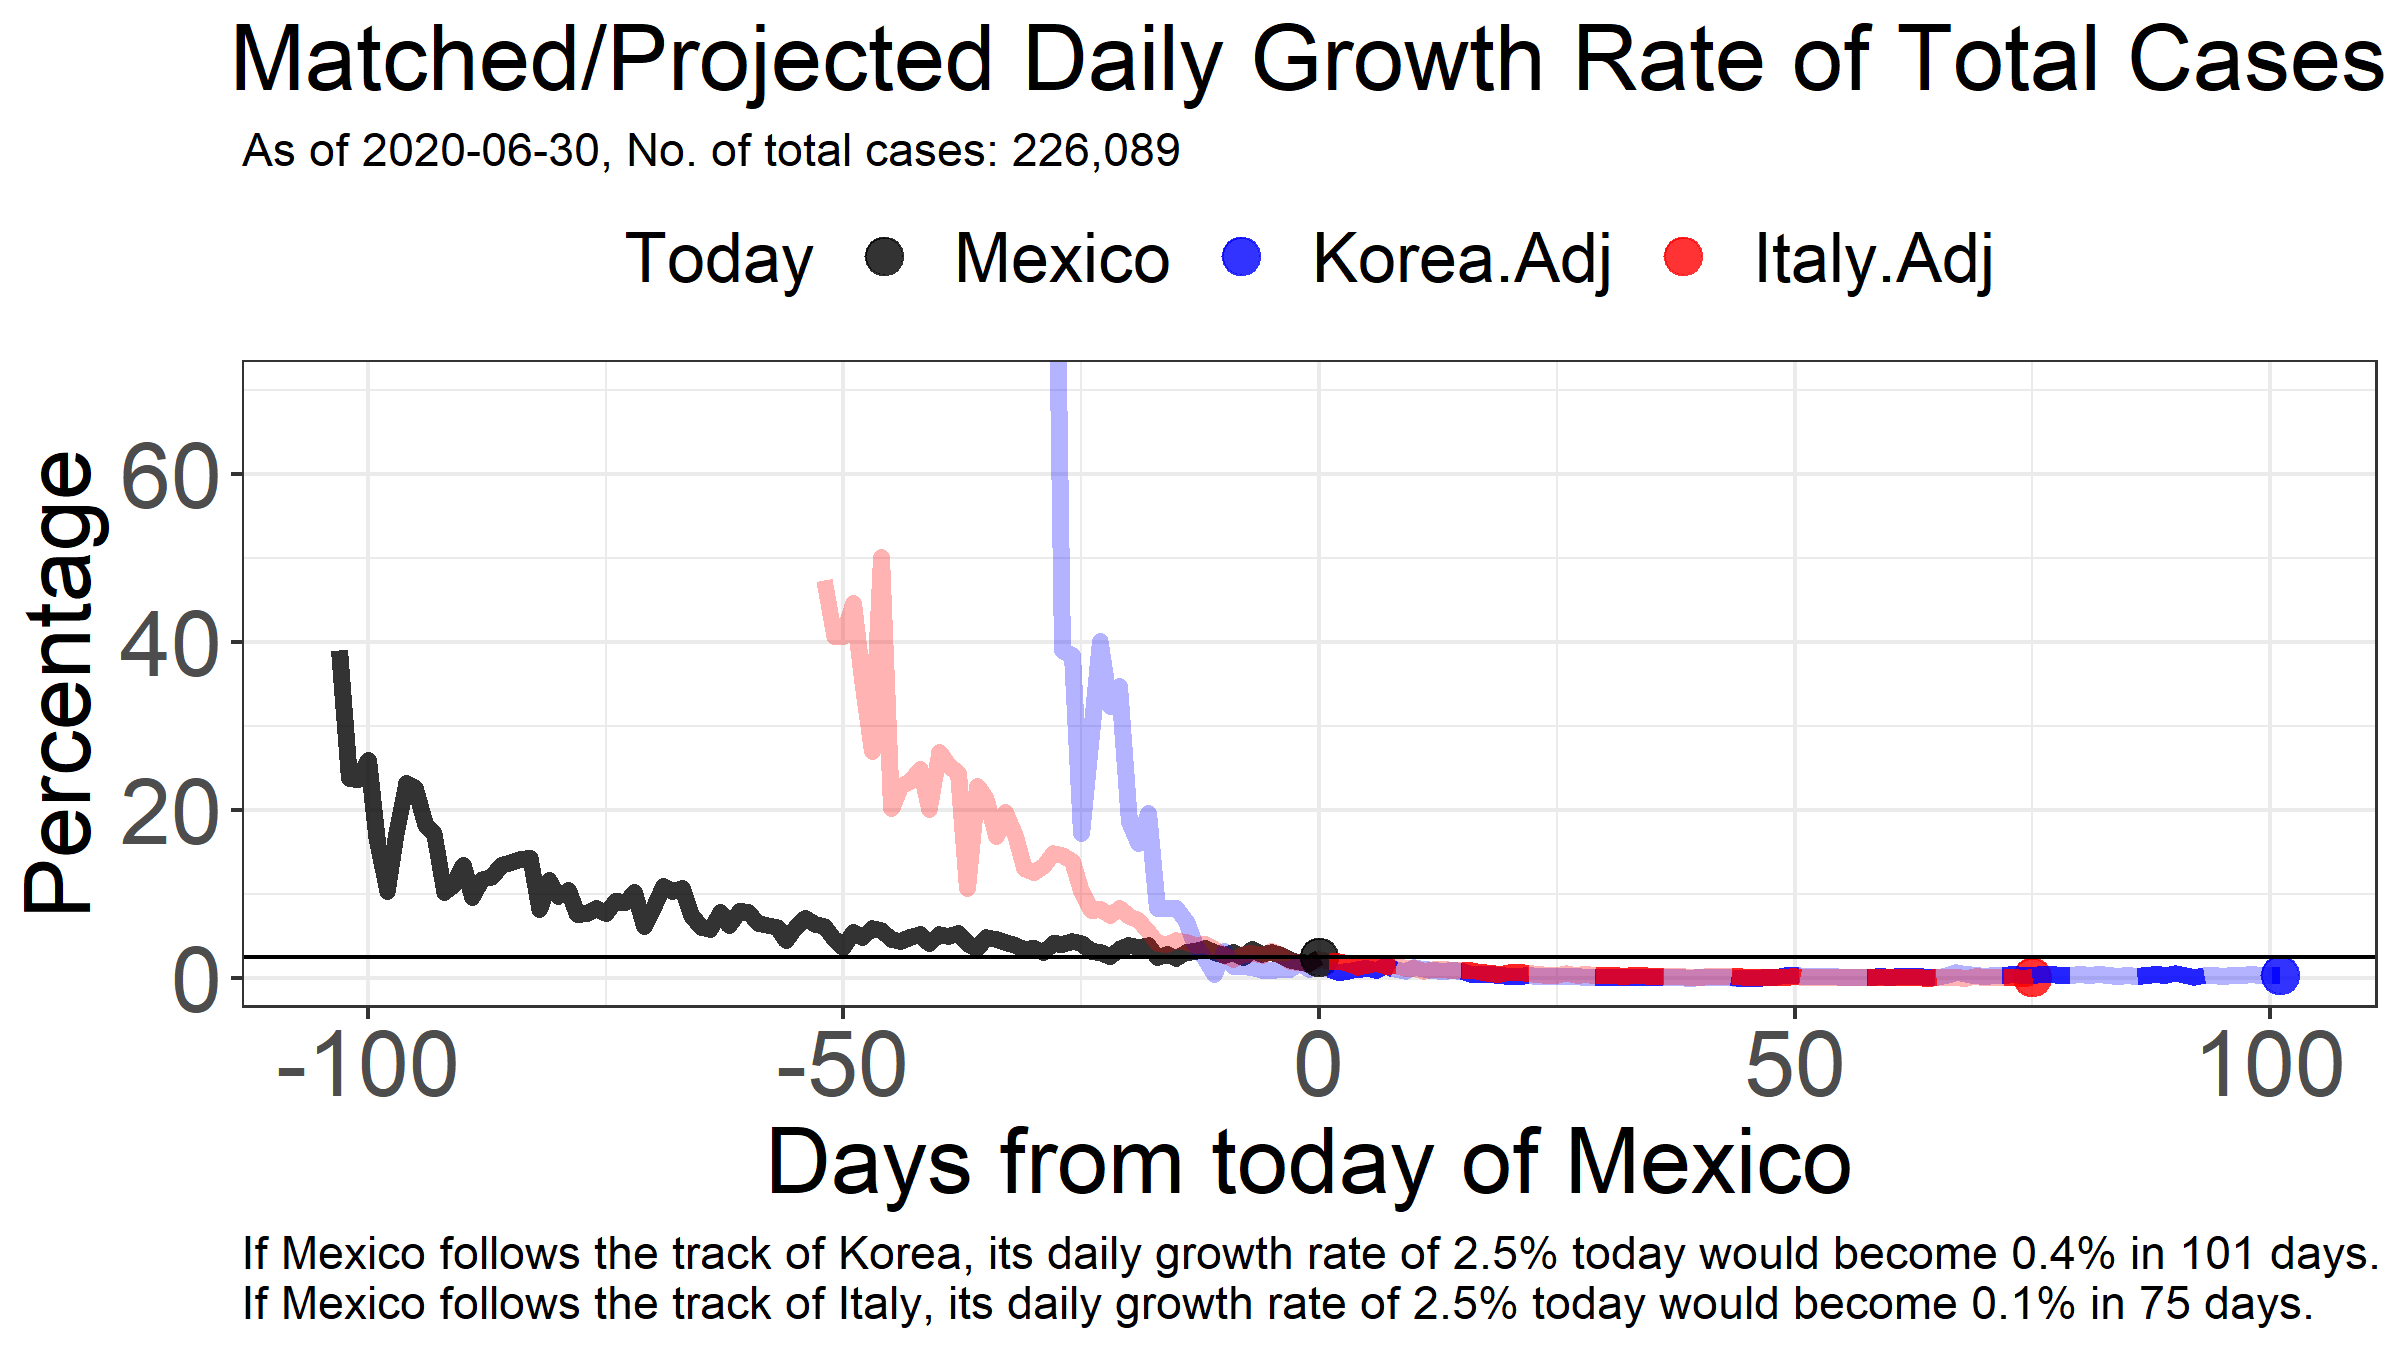 Matched/Projected Daily Growth Rate of Total Cases
As of 2020-06-30, No. of total cases: 226,089
Today Mexico Korea.Adj Italy.Adj
Percentage
60
40
20
0
-100 -50 0 50 100
Days from today of Mexico
If Mexico follows the track of Korea, its daily growth rate of 2.5% today would become 0.4% in 101 days.
If Mexico follows the track of Italy, its daily growth rate of 2.5% today would become 0.1% in 75 days.